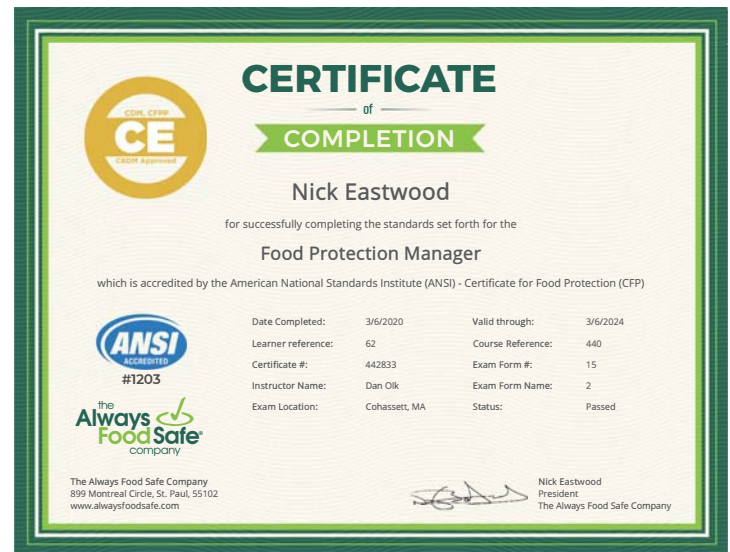 CERTIFICATE
of
COMPLETION
CDM, CFPP
CE
CBDM Approved
Nick Eastwood
for successfully completing the standards set forth for the
Food Protection Manager
which is accredited by the American National Standards Institute (ANSI) - Certificate for Food Protection (CFP)
ANSI
ACCREDITED
#1203
Date Completed: 3/6/2020 Valid through: 3/6/2024
Learner reference: 62 Course Reference: 440
Certificate #: 442833 Exam Form #: 15
Instructor Name: Dan Olk Exam Form Name: 2
Exam Location: Cohassett, MA Status: Passed
the
Always
Food Safe
company
The Always Food Safe Company
899 Montreal Circle, St. Paul, 55102
www.alwaysfoodsafe.com
Nick Eastwood
President
The Always Food Safe Company